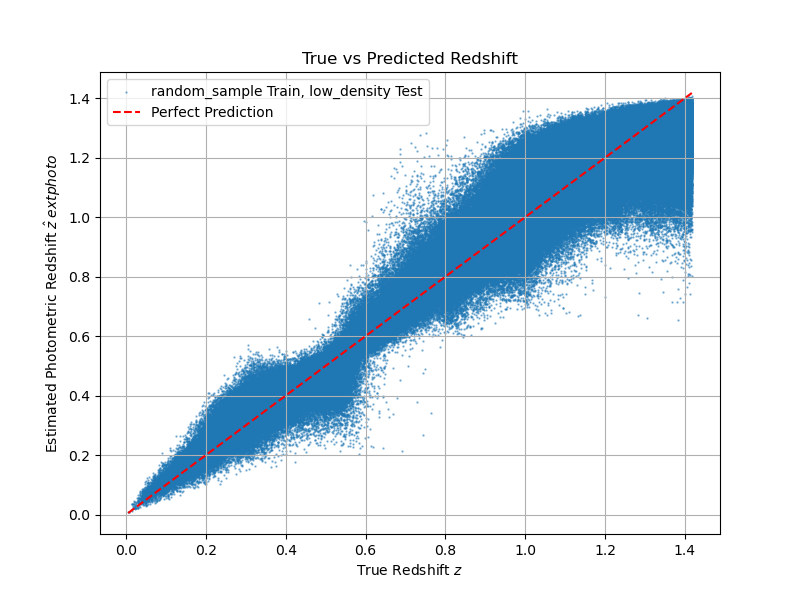 True vs Predicted Redshift
random_sample Train, low_density Test
Perfect Prediction
Estimated Photometric Redshift ẑ extphoto
1.4
1.2
1.0
0.8
0.6
0.4
0.2
0.0
0.0 0.2 0.4 0.6 0.8 1.0 1.2 1.4
True Redshift z